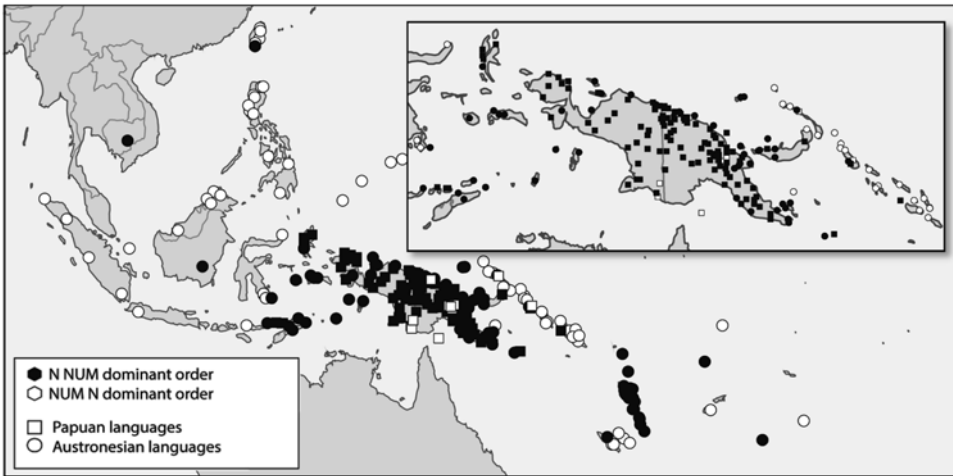 N NUM dominant order
NUM N dominant order
Papuan languages
Austronesian languages